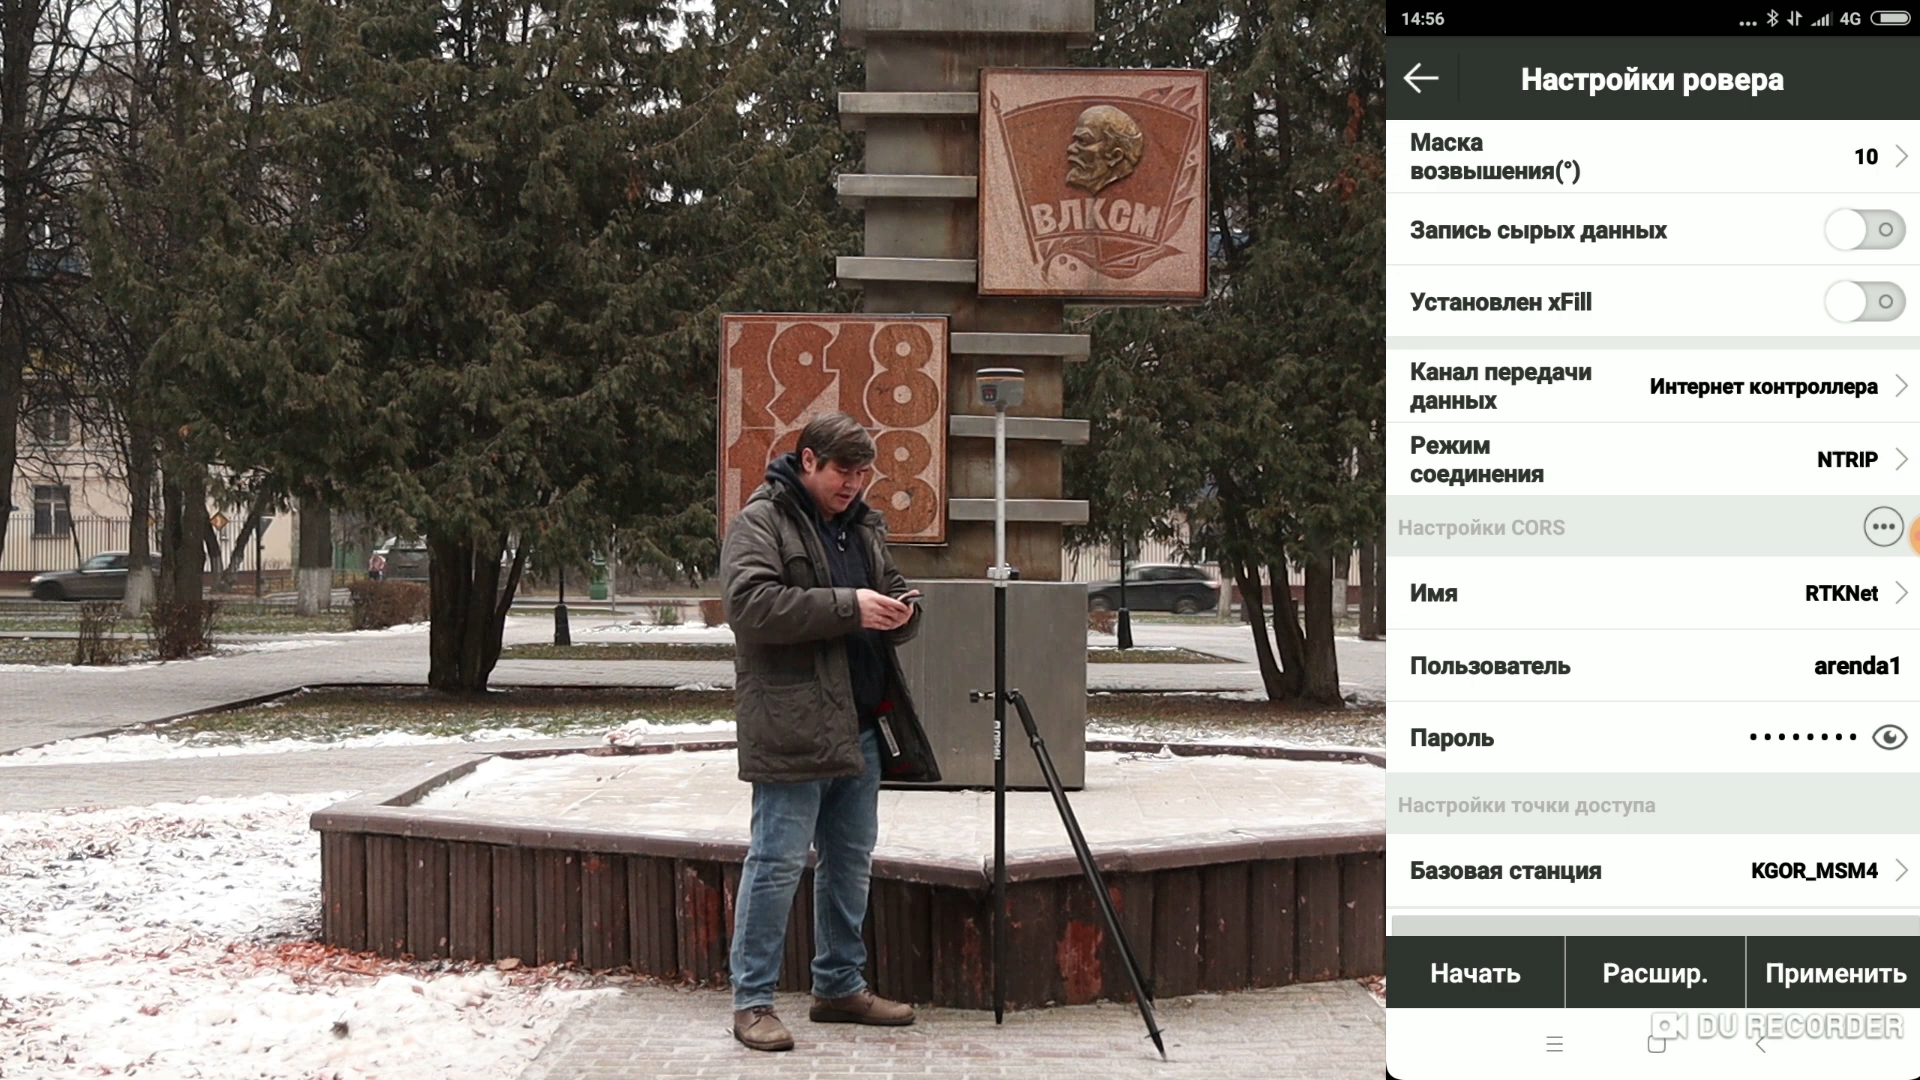 ВЛКСМ
1918
1968
14:56
4G
Настройки ровера
Маска
возвышения(°)
10
Запись сырых данных
Установлен xFill
Канал передачи
данных
Интернет контроллера
Режим
соединения
NTRIP
Настройки CORS
Имя
RTKNet
Пользователь
arenda1
Пароль
••••••••
Настройки точки доступа
Базовая станция
KGOR_MSM4
Начать
Расшир.
Применить
DU RECORDER